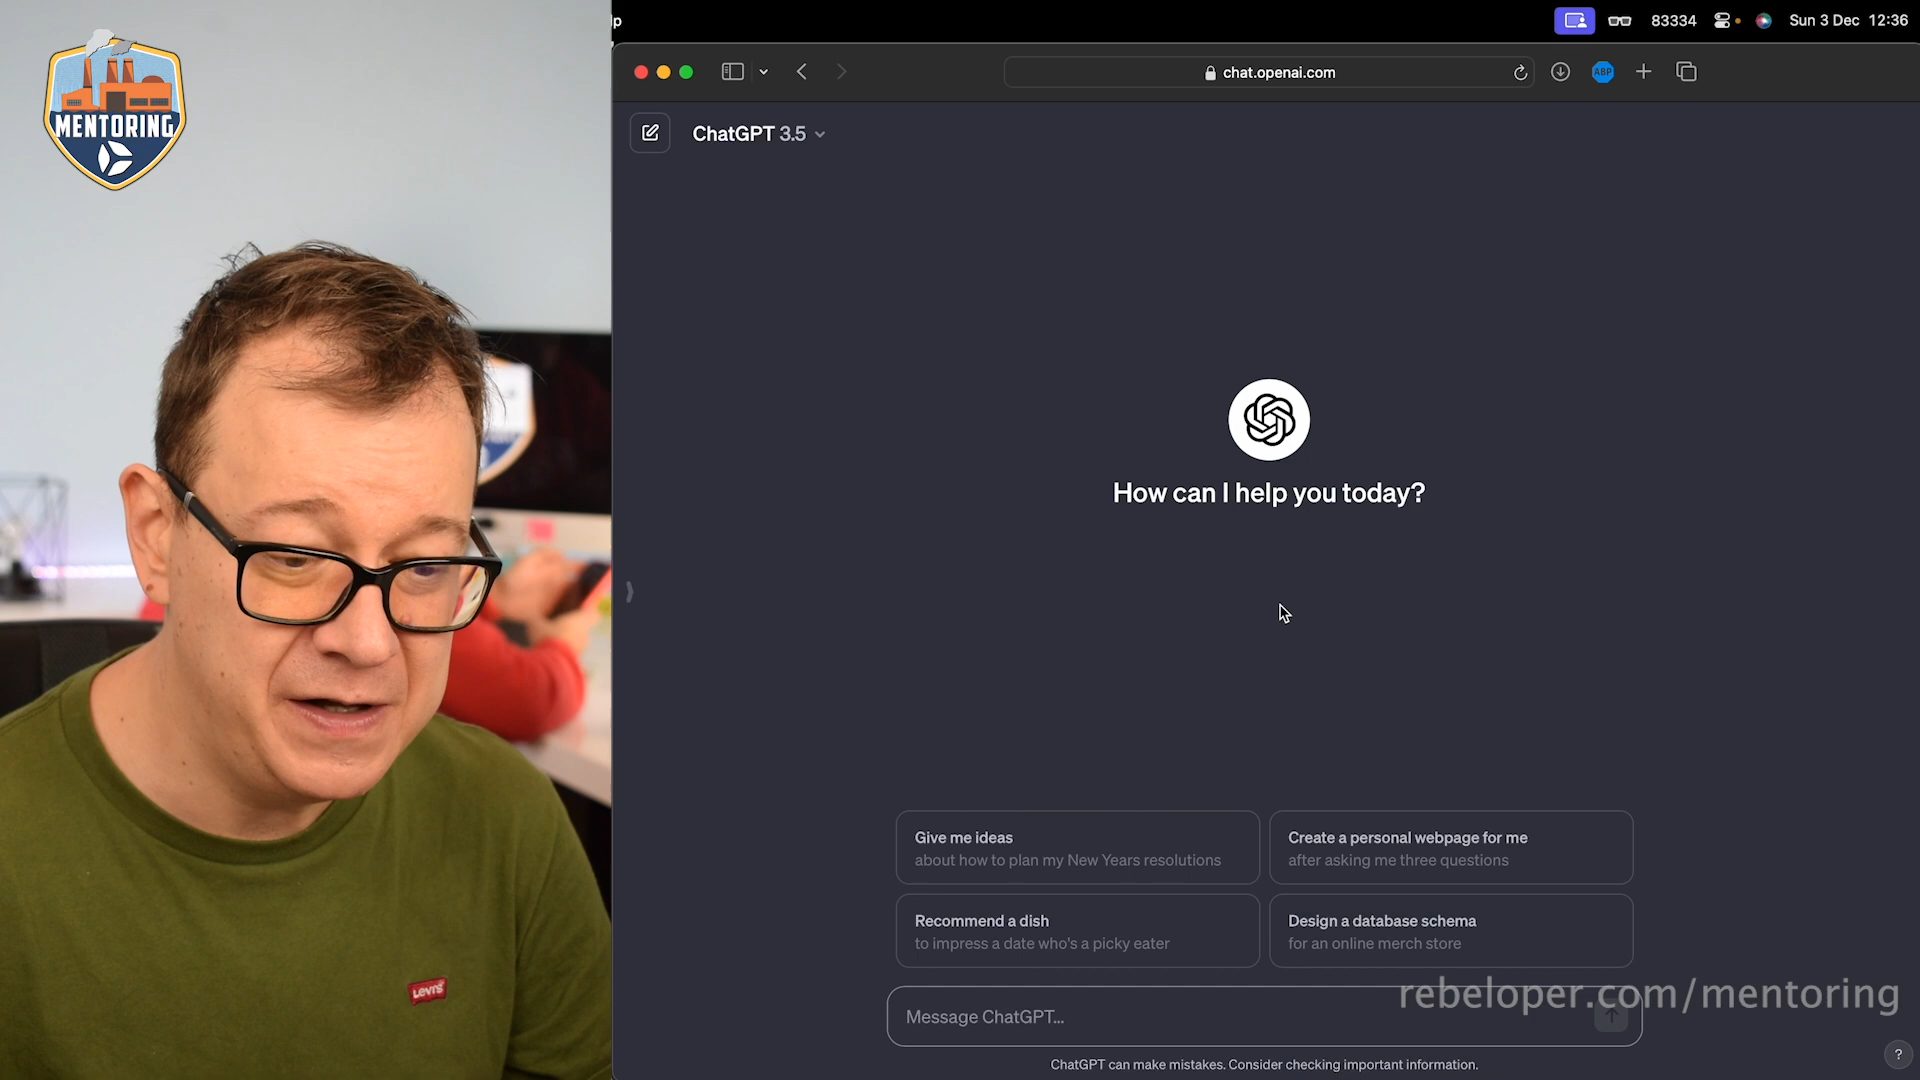 MENTORING
lp
83334
Sun 3 Dec 12:36
chat.openai.com
ABP
ChatGPT 3.5
How can I help you today?
Give me ideas
about how to plan my New Years resolutions
Create a personal webpage for me
after asking me three questions
Recommend a dish
to impress a date who's a picky eater
Design a database schema
for an online merch store
Levi's
rebeloper.com/mentoring
Message ChatGPT...
ChatGPT can make mistakes. Consider checking important information.
?